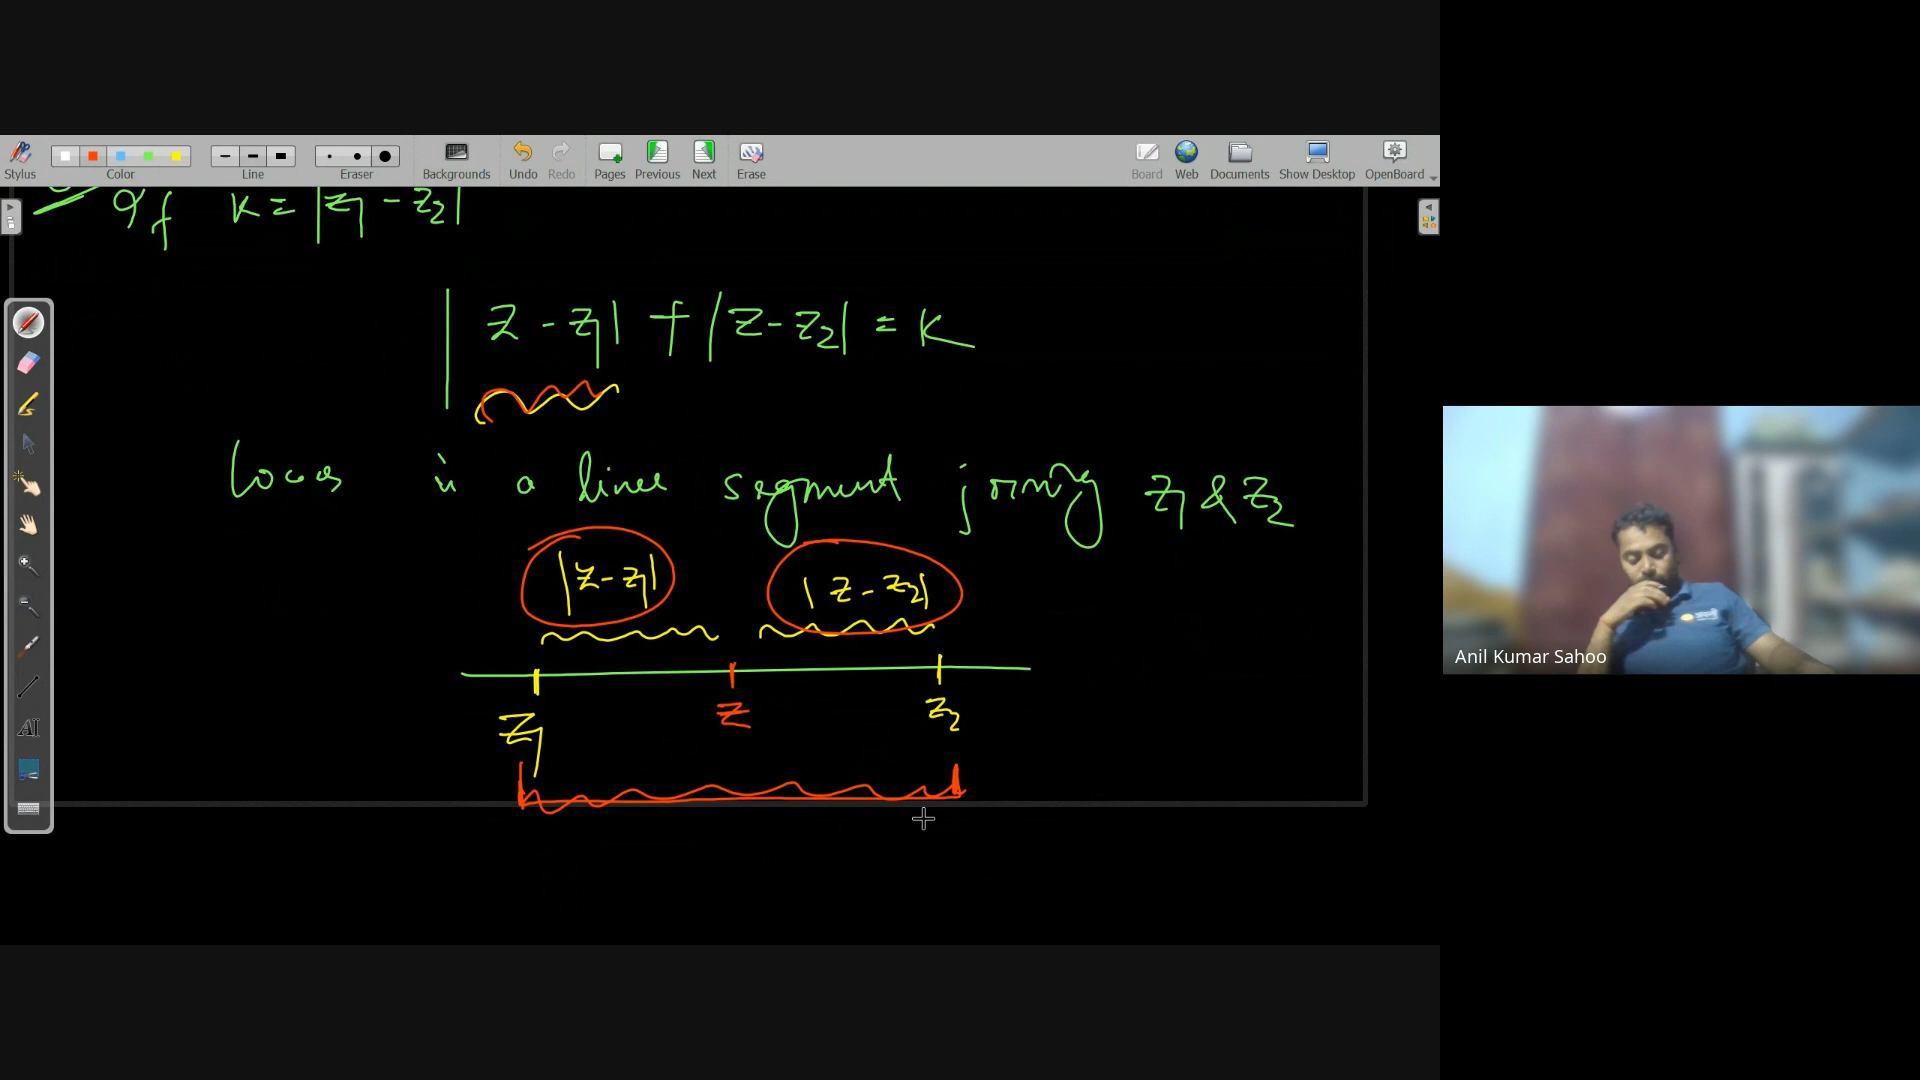 Stylus Color Line Eraser Backgrounds Undo Redo Pages Previous Next Erase Board Web Documents Show Desktop OpenBoard
If k = |z1 - z2|
|z - z1| + |z - z2| = k
Locus is a line segment joining z1 & z2
|z - z1| |z - z2|
z1 z z2
AI
Anil Kumar Sahoo